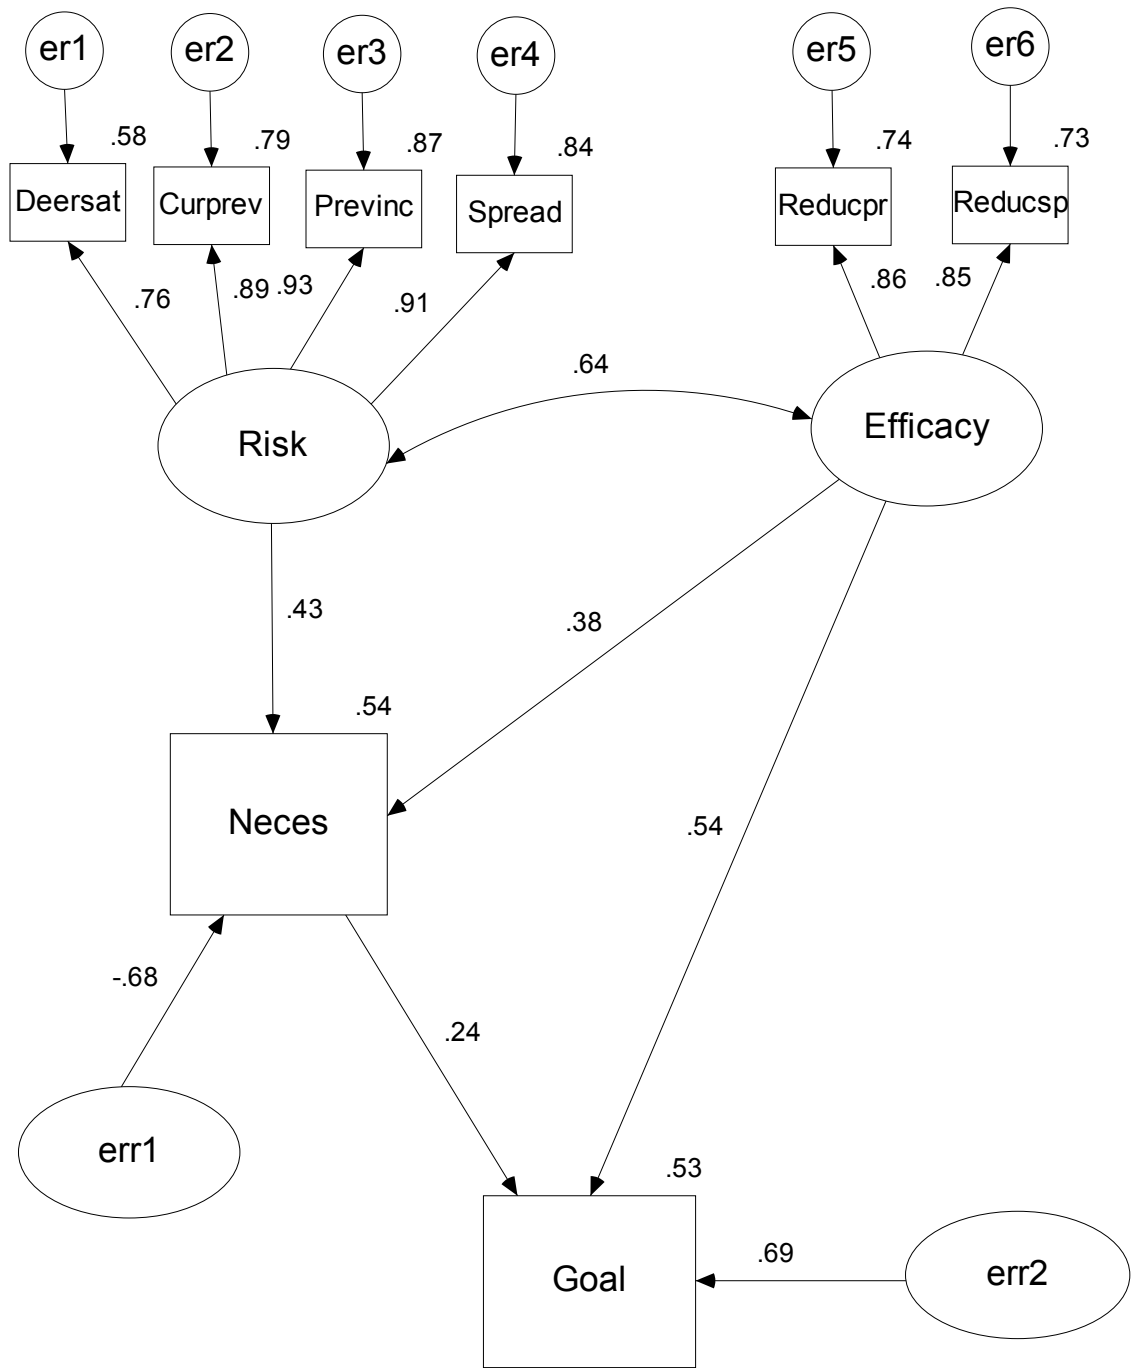 er1
er2
er3
er4
er5
er6
.58
.79
.87
.84
.74
.73
Deersat
Curprev
Previnc
Spread
Reducpr
Reducsp
.76
.89
.93
.91
.86
.85
.64
Risk
Efficacy
.43
.38
.54
Neces
.54
-.68
.24
err1
.53
Goal
.69
err2